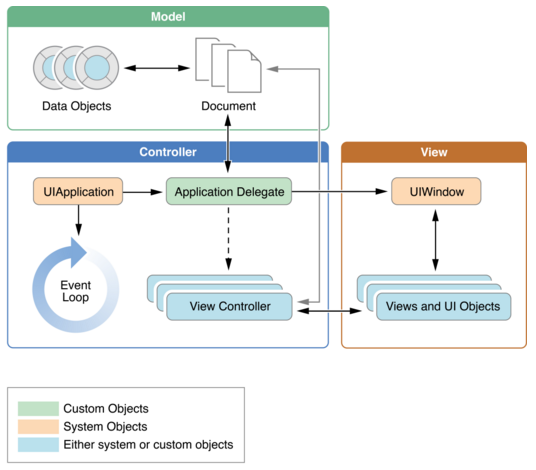 Model
Data Objects
Document
Controller
View
UIApplication
Application Delegate
UIWindow
Event
Loop
View Controller
Views and UI Objects
Custom Objects
System Objects
Either system or custom objects